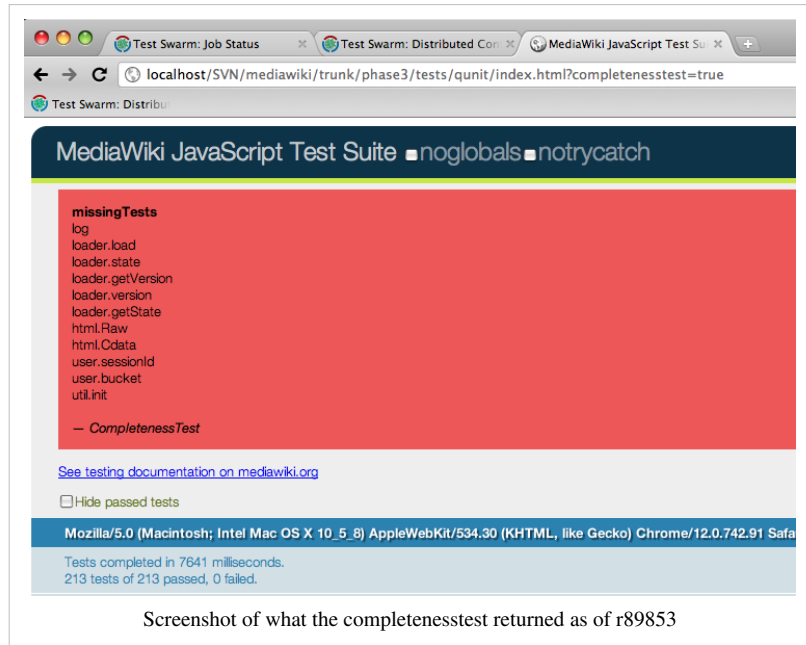 Test Swarm: Job Status
Test Swarm: Distributed Con
MediaWiki JavaScript Test Su
localhost/SVN/mediawiki/trunk/phase3/tests/qunit/index.html?completenesstest=true
Test Swarm: Distribu
MediaWiki JavaScript Test Suite noglobals notrycatch
missingTests
log
loader.load
loader.state
loader.getVersion
loader.version
loader.getState
html.Raw
html.Cdata
user.sessionId
user.bucket
util.init
— CompletenessTest
See testing documentation on mediawiki.org
Hide passed tests
Mozilla/5.0 (Macintosh; Intel Mac OS X 10_5_8) AppleWebKit/534.30 (KHTML, like Gecko) Chrome/12.0.742.91 Safa
Tests completed in 7641 milliseconds.
213 tests of 213 passed, 0 failed.
Screenshot of what the completenesstest returned as of r89853